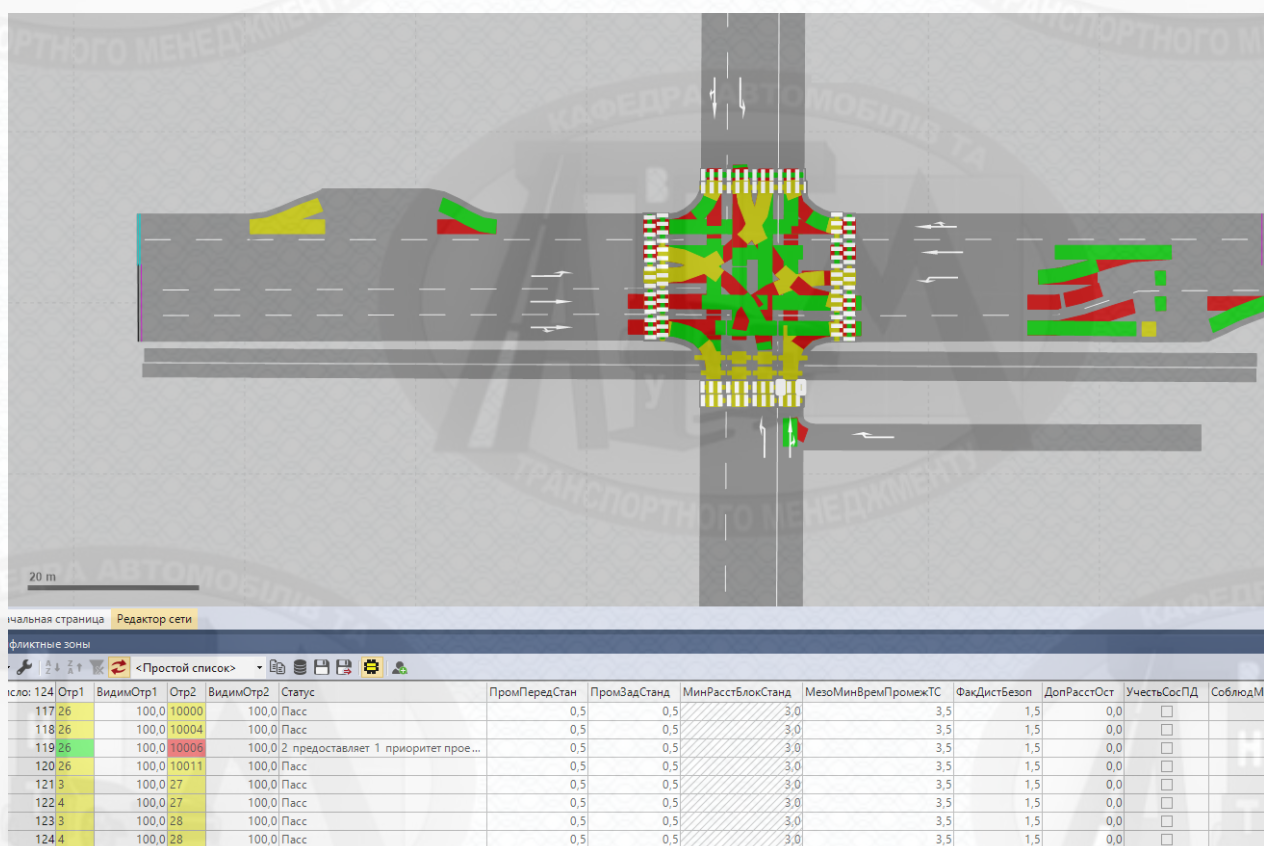 ПОРТНОГО МЕНЕДЖМЕНТУ
КАФЕДРА АВТОМОБІЛІВ ТА
ТРАНСПОРТНОГО МЕНЕДЖМЕНТУ
20 m
чальная страница Редактор сети
фликтные зоны
<Простой список>
сло: 124 Отр1 ВидимОтр1 Отр2 ВидимОтр2 Статус ПромПередСтан ПромЗадСтанд МинРасстБлокСтанд МезоМинВремПромежТС ФакДистБезоп ДопРасстОст УчестьСосПД СоблюдМ
117 26 100,0 10000 100,0 Пасс 0,5 0,5 3,0 3,5 1,5 0,0
118 26 100,0 10004 100,0 Пасс 0,5 0,5 3,0 3,5 1,5 0,0
119 26 100,0 10006 100,0 2 предоставляет 1 приоритет прое... 0,5 0,5 3,0 3,5 1,5 0,0
120 26 100,0 10011 100,0 Пасс 0,5 0,5 3,0 3,5 1,5 0,0
121 3 100,0 27 100,0 Пасс 0,5 0,5 3,0 3,5 1,5 0,0
122 4 100,0 27 100,0 Пасс 0,5 0,5 3,0 3,5 1,5 0,0
123 3 100,0 28 100,0 Пасс 0,5 0,5 3,0 3,5 1,5 0,0
124 4 100,0 28 100,0 Пасс 0,5 0,5 3,0 3,5 1,5 0,0